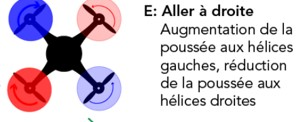 E: Aller à droite
Augmentation de la
poussée aux hélices
gauches, réduction
de la poussée aux
hélices droites